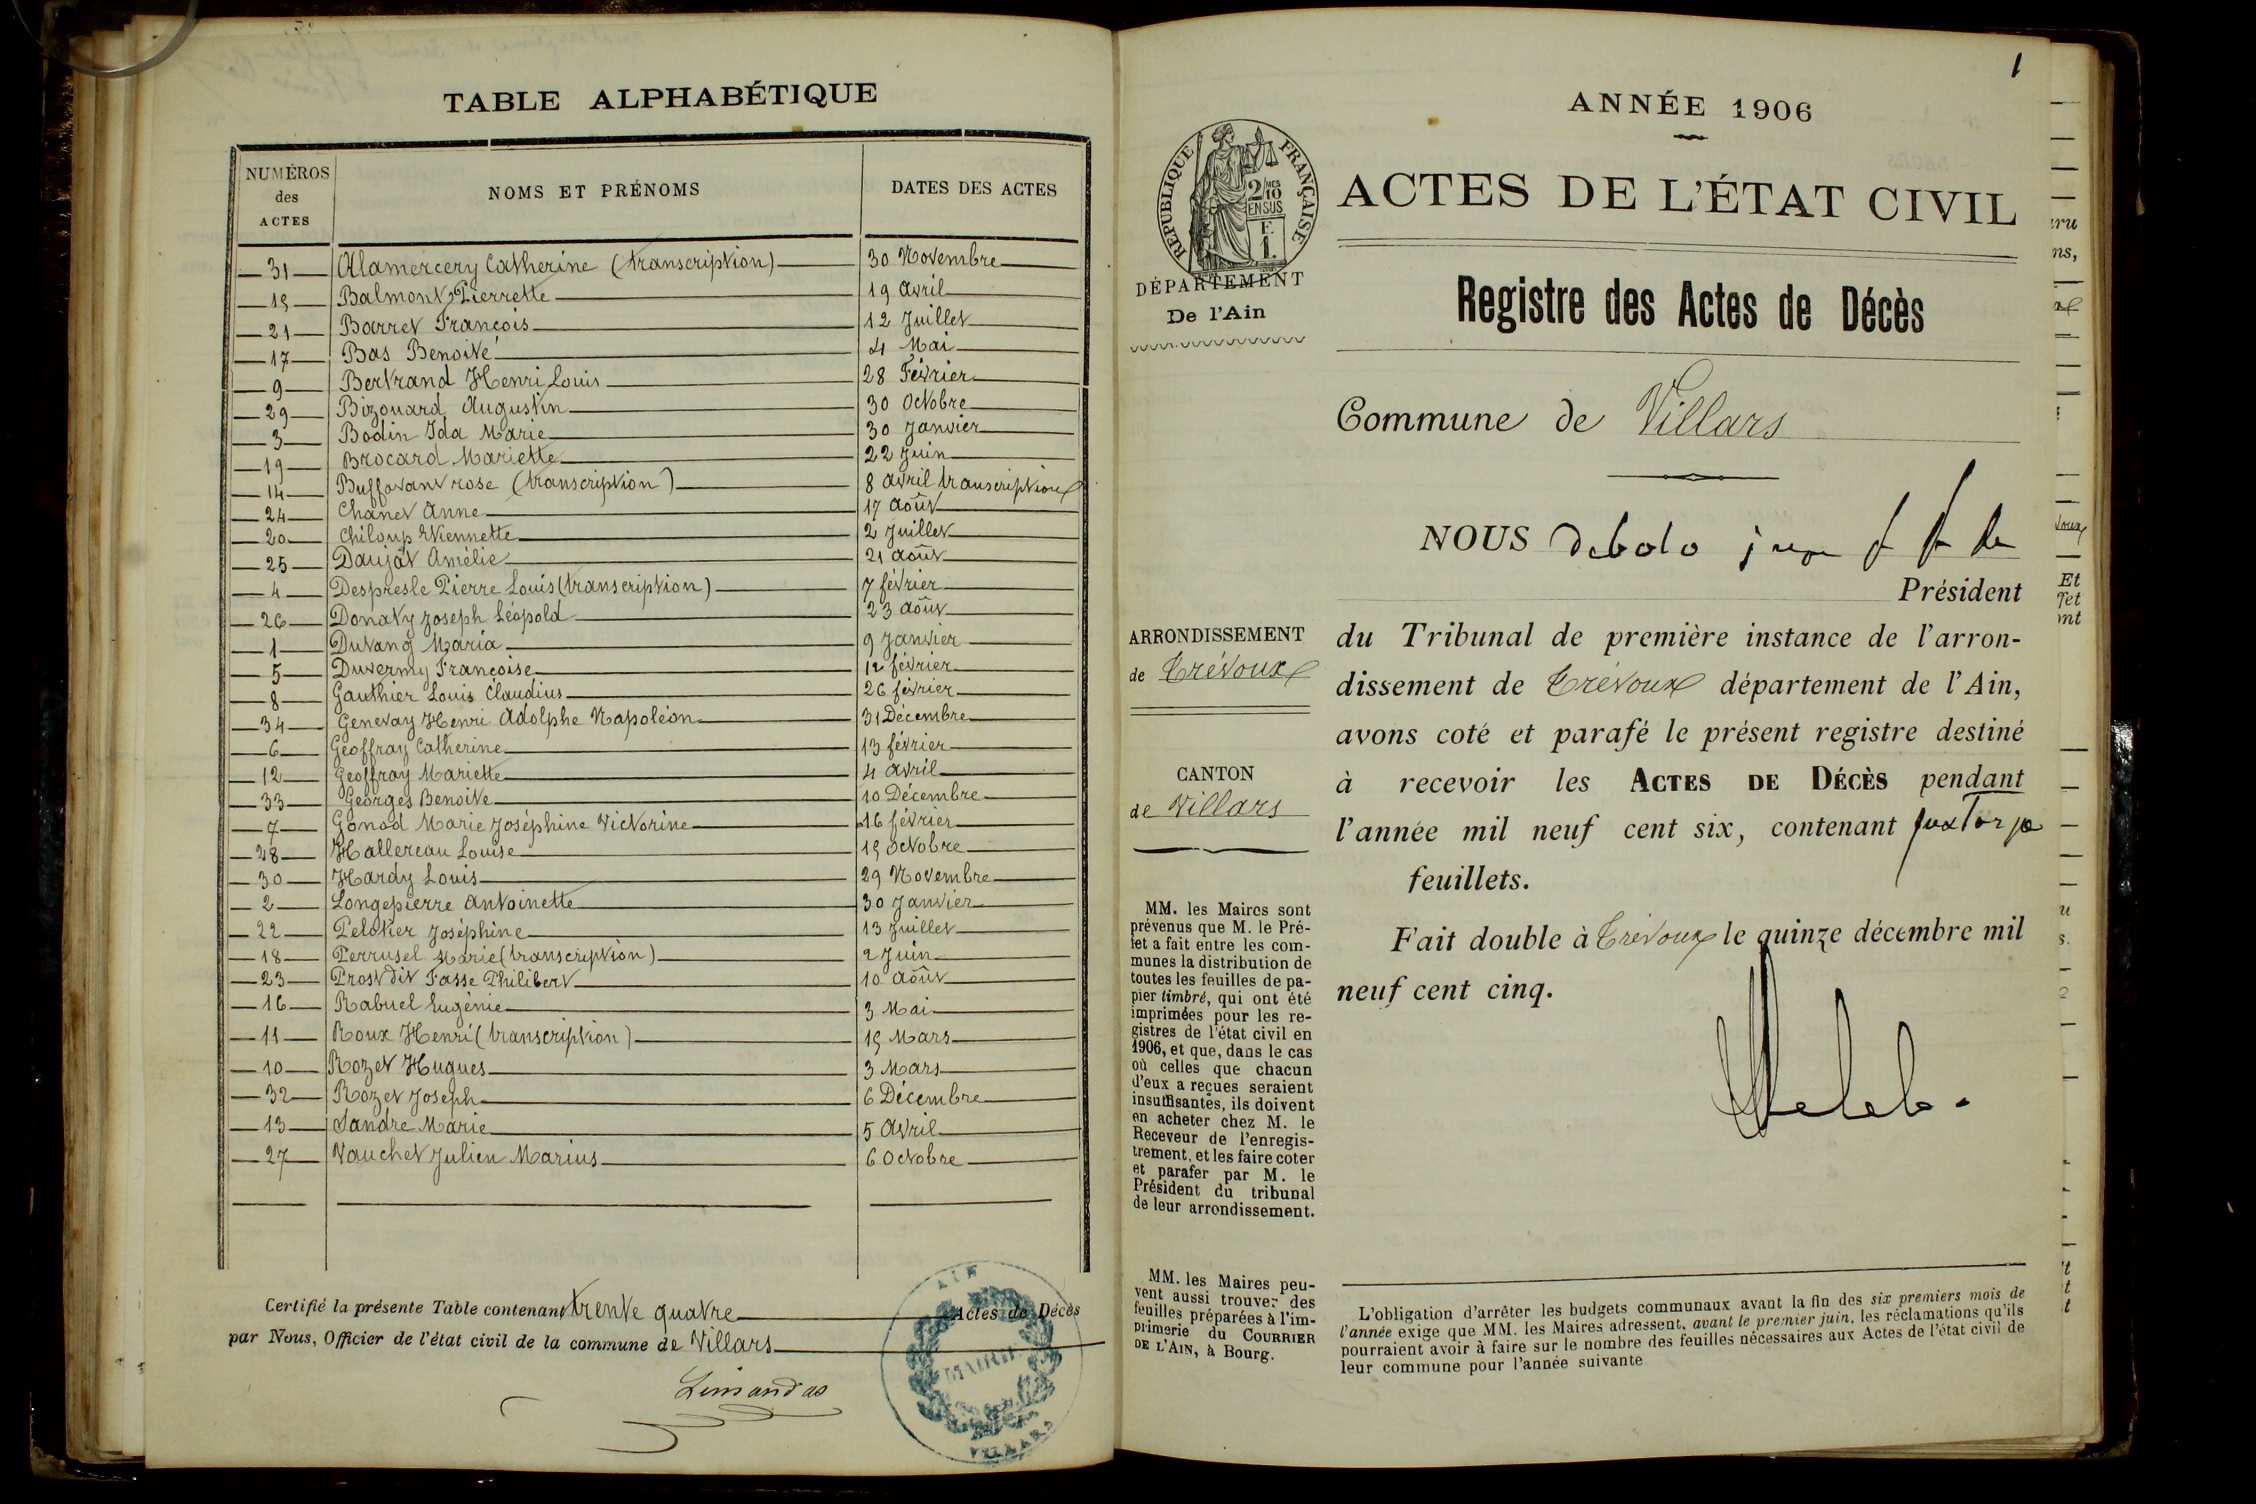 TABLE ALPHABÉTIQUE
NUMÉROS des ACTES NOMS ET PRÉNOMS DATES DES ACTES
31 Alamercery Catherine (transcription) 30 Novembre
15 Balmont Pierrette 19 avril
21 Barret François 12 Juillet
17 Bas Benoite 4 Mai
9 Bertrand Henri Louis 28 Février
29 Bizouard Augustin 30 Octobre
3 Bodin Ida Marie 30 Janvier
19 Brocard Mariette 22 Juin
14 Buffavant rose (transcription) 8 avril transcription
24 Chanet Anne 17 août
20 Chiloup Etiennette 2 Juillet
25 Daujat Amélie 21 août
4 Despresle Pierre Louis (transcription) 7 février
26 Donaty Joseph Léopold 23 août
1 Dutang Maria 9 Janvier
5 Duvermy Françoise 12 février
8 Gauthier Louis Claudius 26 février
34 Genevay Henri Adolphe Napoléon 31 Décembre
6 Geoffray Catherine 13 février
12 Geoffray Mariette 4 avril
33 Georges Benoite 10 Décembre
7 Gonod Marie Joséphine Victorine 16 février
28 Hallereau Louise 15 Octobre
30 Hardy Louis 29 Novembre
2 Longepierre Antoinette 30 Janvier
22 Peloker Joséphine 13 Juillet
18 Perrusel Marie (transcription) 2 Juin
23 Prost dit Fasse Philibert 10 août
16 Rabuel Eugénie 3 Mai
11 Roux Henri (transcription) 15 Mars
10 Rozet Hugues 3 Mars
32 Rozet Joseph 6 Décembre
13 Sandre Marie 5 Avril
27 Vauchet Julien Marius 6 Octobre
Certifié la présente Table contenant trente quatre Actes de Décès
par Nous, Officier de l'état civil de la commune de Villars
Limandas
AIN
MAIRIE
VILLARS
1
ANNÉE 1906
RÉPUBLIQUE FRANÇAISE
2/10 MES
EN SUS
F.
1.
DÉPARTEMENT
De l'Ain
ACTES DE L'ÉTAT CIVIL
Registre des Actes de Décès
Commune de Villars
NOUS Debolo juge f f de
Président
ARRONDISSEMENT
de Trévoux
CANTON
de Villars
du Tribunal de première instance de l'arron-
dissement de Trévoux département de l'Ain,
avons coté et parafé le présent registre destiné
à recevoir les ACTES DE DÉCÈS pendant
l'année mil neuf cent six, contenant
feuillets.
Fait double à Trévoux le quinze décembre mil
neuf cent cinq.
MM. les Maires sont
prévenus que M. le Pré-
fet a fait entre les com-
munes la distribution de
toutes les feuilles de pa-
pier timbré, qui ont été
imprimées pour les re-
gistres de l'état civil en
1906, et que, dans le cas
où celles que chacun
d'eux a reçues seraient
insuffisantes, ils doivent
en acheter chez M. le
Receveur de l'enregis-
trement, et les faire coter
et parafer par M. le
Président du tribunal
de leur arrondissement.
MM. les Maires peu-
vent aussi trouver des
feuilles préparées à l'im-
primerie du COURRIER
DE L'AIN, à Bourg.
L'obligation d'arrêter les budgets communaux avant la fin des six premiers mois de
l'année exige que MM. les Maires adressent, avant le premier juin, les réclamations qu'ils
pourraient avoir à faire sur le nombre des feuilles nécessaires aux Actes de l'état civil de
leur commune pour l'année suivante